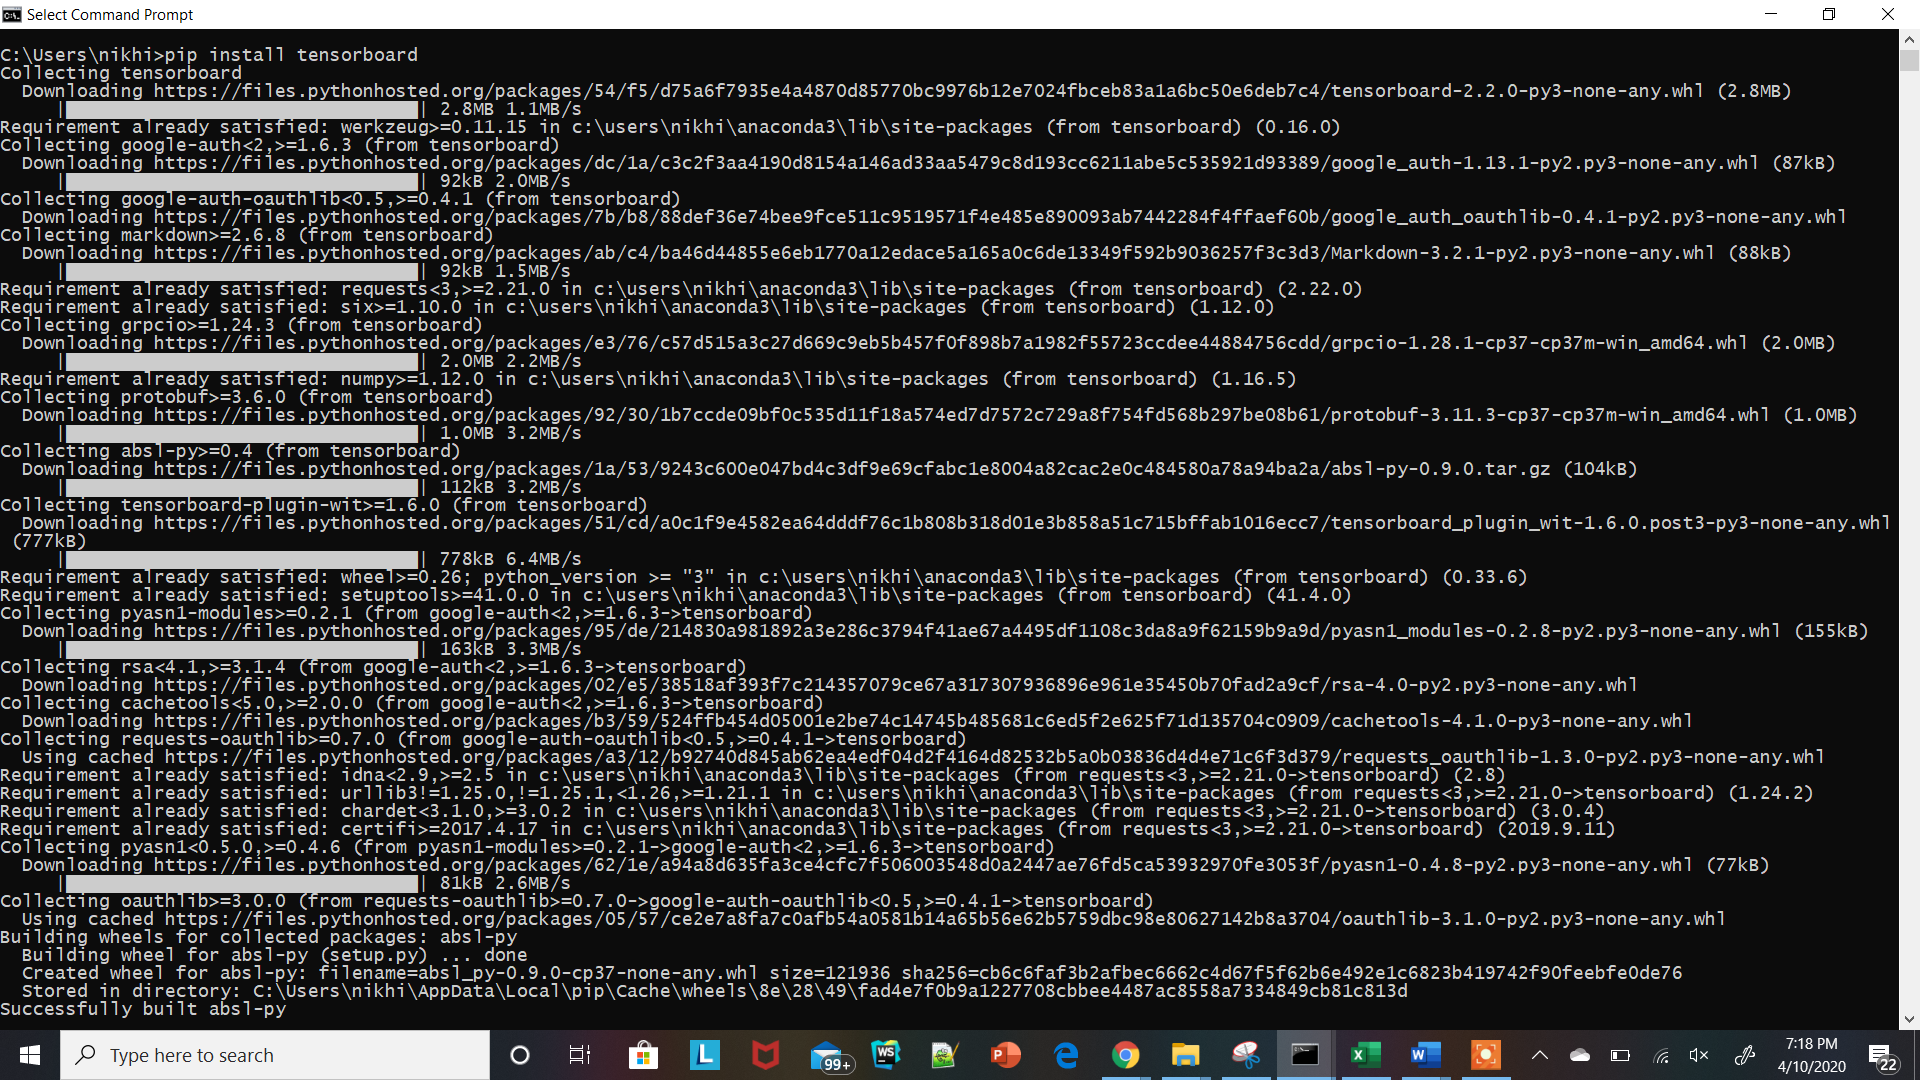 Select Command Prompt
C:\Users\nikhi>pip install tensorboard
Collecting tensorboard
Downloading https://files.pythonhosted.org/packages/54/f5/d75a6f7935e4a4870d85770bc9976b12e7024fbceb83a1a6bc50e6deb7c4/tensorboard-2.2.0-py3-none-any.whl (2.8MB)
|████████████████████████████████| 2.8MB 1.1MB/s
Requirement already satisfied: werkzeug>=0.11.15 in c:\users\nikhi\anaconda3\lib\site-packages (from tensorboard) (0.16.0)
Collecting google-auth<2,>=1.6.3 (from tensorboard)
Downloading https://files.pythonhosted.org/packages/dc/1a/c3c2f3aa4190d8154a146ad33aa5479c8d193cc6211abe5c535921d93389/google_auth-1.13.1-py2.py3-none-any.whl (87kB)
|████████████████████████████████| 92kB 2.0MB/s
Collecting google-auth-oauthlib<0.5,>=0.4.1 (from tensorboard)
Downloading https://files.pythonhosted.org/packages/7b/b8/88def36e74bee9fce511c9519571f4e485e890093ab7442284f4ffaef60b/google_auth_oauthlib-0.4.1-py2.py3-none-any.whl
Collecting markdown>=2.6.8 (from tensorboard)
Downloading https://files.pythonhosted.org/packages/ab/c4/ba46d44855e6eb1770a12edace5a165a0c6de13349f592b9036257f3c3d3/Markdown-3.2.1-py2.py3-none-any.whl (88kB)
|████████████████████████████████| 92kB 1.5MB/s
Requirement already satisfied: requests<3,>=2.21.0 in c:\users\nikhi\anaconda3\lib\site-packages (from tensorboard) (2.22.0)
Requirement already satisfied: six>=1.10.0 in c:\users\nikhi\anaconda3\lib\site-packages (from tensorboard) (1.12.0)
Collecting grpcio>=1.24.3 (from tensorboard)
Downloading https://files.pythonhosted.org/packages/e3/76/c57d515a3c27d669c9eb5b457f0f898b7a1982f55723ccdee44884756cdd/grpcio-1.28.1-cp37-cp37m-win_amd64.whl (2.0MB)
|████████████████████████████████| 2.0MB 2.2MB/s
Requirement already satisfied: numpy>=1.12.0 in c:\users\nikhi\anaconda3\lib\site-packages (from tensorboard) (1.16.5)
Collecting protobuf>=3.6.0 (from tensorboard)
Downloading https://files.pythonhosted.org/packages/92/30/1b7ccde09bf0c535d11f18a574ed7d7572c729a8f754fd568b297be08b61/protobuf-3.11.3-cp37-cp37m-win_amd64.whl (1.0MB)
|████████████████████████████████| 1.0MB 3.2MB/s
Collecting absl-py>=0.4 (from tensorboard)
Downloading https://files.pythonhosted.org/packages/1a/53/9243c600e047bd4c3df9e69cfabc1e8004a82cac2e0c484580a78a94ba2a/absl-py-0.9.0.tar.gz (104kB)
|████████████████████████████████| 112kB 3.2MB/s
Collecting tensorboard-plugin-wit>=1.6.0 (from tensorboard)
Downloading https://files.pythonhosted.org/packages/51/cd/a0c1f9e4582ea64dddf76c1b808b318d01e3b858a51c715bffab1016ecc7/tensorboard_plugin_wit-1.6.0.post3-py3-none-any.whl
(777kB)
|████████████████████████████████| 778kB 6.4MB/s
Requirement already satisfied: wheel>=0.26; python_version >= "3" in c:\users\nikhi\anaconda3\lib\site-packages (from tensorboard) (0.33.6)
Requirement already satisfied: setuptools>=41.0.0 in c:\users\nikhi\anaconda3\lib\site-packages (from tensorboard) (41.4.0)
Collecting pyasn1-modules>=0.2.1 (from google-auth<2,>=1.6.3->tensorboard)
Downloading https://files.pythonhosted.org/packages/95/de/214830a981892a3e286c3794f41ae67a4495df1108c3da8a9f62159b9a9d/pyasn1_modules-0.2.8-py2.py3-none-any.whl (155kB)
|████████████████████████████████| 163kB 3.3MB/s
Collecting rsa<4.1,>=3.1.4 (from google-auth<2,>=1.6.3->tensorboard)
Downloading https://files.pythonhosted.org/packages/02/e5/38518af393f7c214357079ce67a317307936896e961e35450b70fad2a9cf/rsa-4.0-py2.py3-none-any.whl
Collecting cachetools<5.0,>=2.0.0 (from google-auth<2,>=1.6.3->tensorboard)
Downloading https://files.pythonhosted.org/packages/b3/59/524ffb454d05001e2be74c14745b485681c6ed5f2e625f71d135704c0909/cachetools-4.1.0-py3-none-any.whl
Collecting requests-oauthlib>=0.7.0 (from google-auth-oauthlib<0.5,>=0.4.1->tensorboard)
Using cached https://files.pythonhosted.org/packages/a3/12/b92740d845ab62ea4edf04d2f4164d82532b5a0b03836d4d4e71c6f3d379/requests_oauthlib-1.3.0-py2.py3-none-any.whl
Requirement already satisfied: idna<2.9,>=2.5 in c:\users\nikhi\anaconda3\lib\site-packages (from requests<3,>=2.21.0->tensorboard) (2.8)
Requirement already satisfied: urllib3!=1.25.0,!=1.25.1,<1.26,>=1.21.1 in c:\users\nikhi\anaconda3\lib\site-packages (from requests<3,>=2.21.0->tensorboard) (1.24.2)
Requirement already satisfied: chardet<3.1.0,>=3.0.2 in c:\users\nikhi\anaconda3\lib\site-packages (from requests<3,>=2.21.0->tensorboard) (3.0.4)
Requirement already satisfied: certifi>=2017.4.17 in c:\users\nikhi\anaconda3\lib\site-packages (from requests<3,>=2.21.0->tensorboard) (2019.9.11)
Collecting pyasn1<0.5.0,>=0.4.6 (from pyasn1-modules>=0.2.1->google-auth<2,>=1.6.3->tensorboard)
Downloading https://files.pythonhosted.org/packages/62/1e/a94a8d635fa3ce4cfc7f506003548d0a2447ae76fd5ca53932970fe3053f/pyasn1-0.4.8-py2.py3-none-any.whl (77kB)
|████████████████████████████████| 81kB 2.6MB/s
Collecting oauthlib>=3.0.0 (from requests-oauthlib>=0.7.0->google-auth-oauthlib<0.5,>=0.4.1->tensorboard)
Using cached https://files.pythonhosted.org/packages/05/57/ce2e7a8fa7c0afb54a0581b14a65b56e62b5759dbc98e80627142b8a3704/oauthlib-3.1.0-py2.py3-none-any.whl
Building wheels for collected packages: absl-py
Building wheel for absl-py (setup.py) ... done
Created wheel for absl-py: filename=absl_py-0.9.0-cp37-none-any.whl size=121936 sha256=cb6c6faf3b2afbec6662c4d67f5f62b6e492e1c6823b419742f90feebfe0de76
Stored in directory: C:\Users\nikhi\AppData\Local\pip\Cache\wheels\8e\28\49\fad4e7f0b9a1227708cbbee4487ac8558a7334849cb81c813d
Successfully built absl-py
Type here to search
99+
7:18 PM
4/10/2020
22